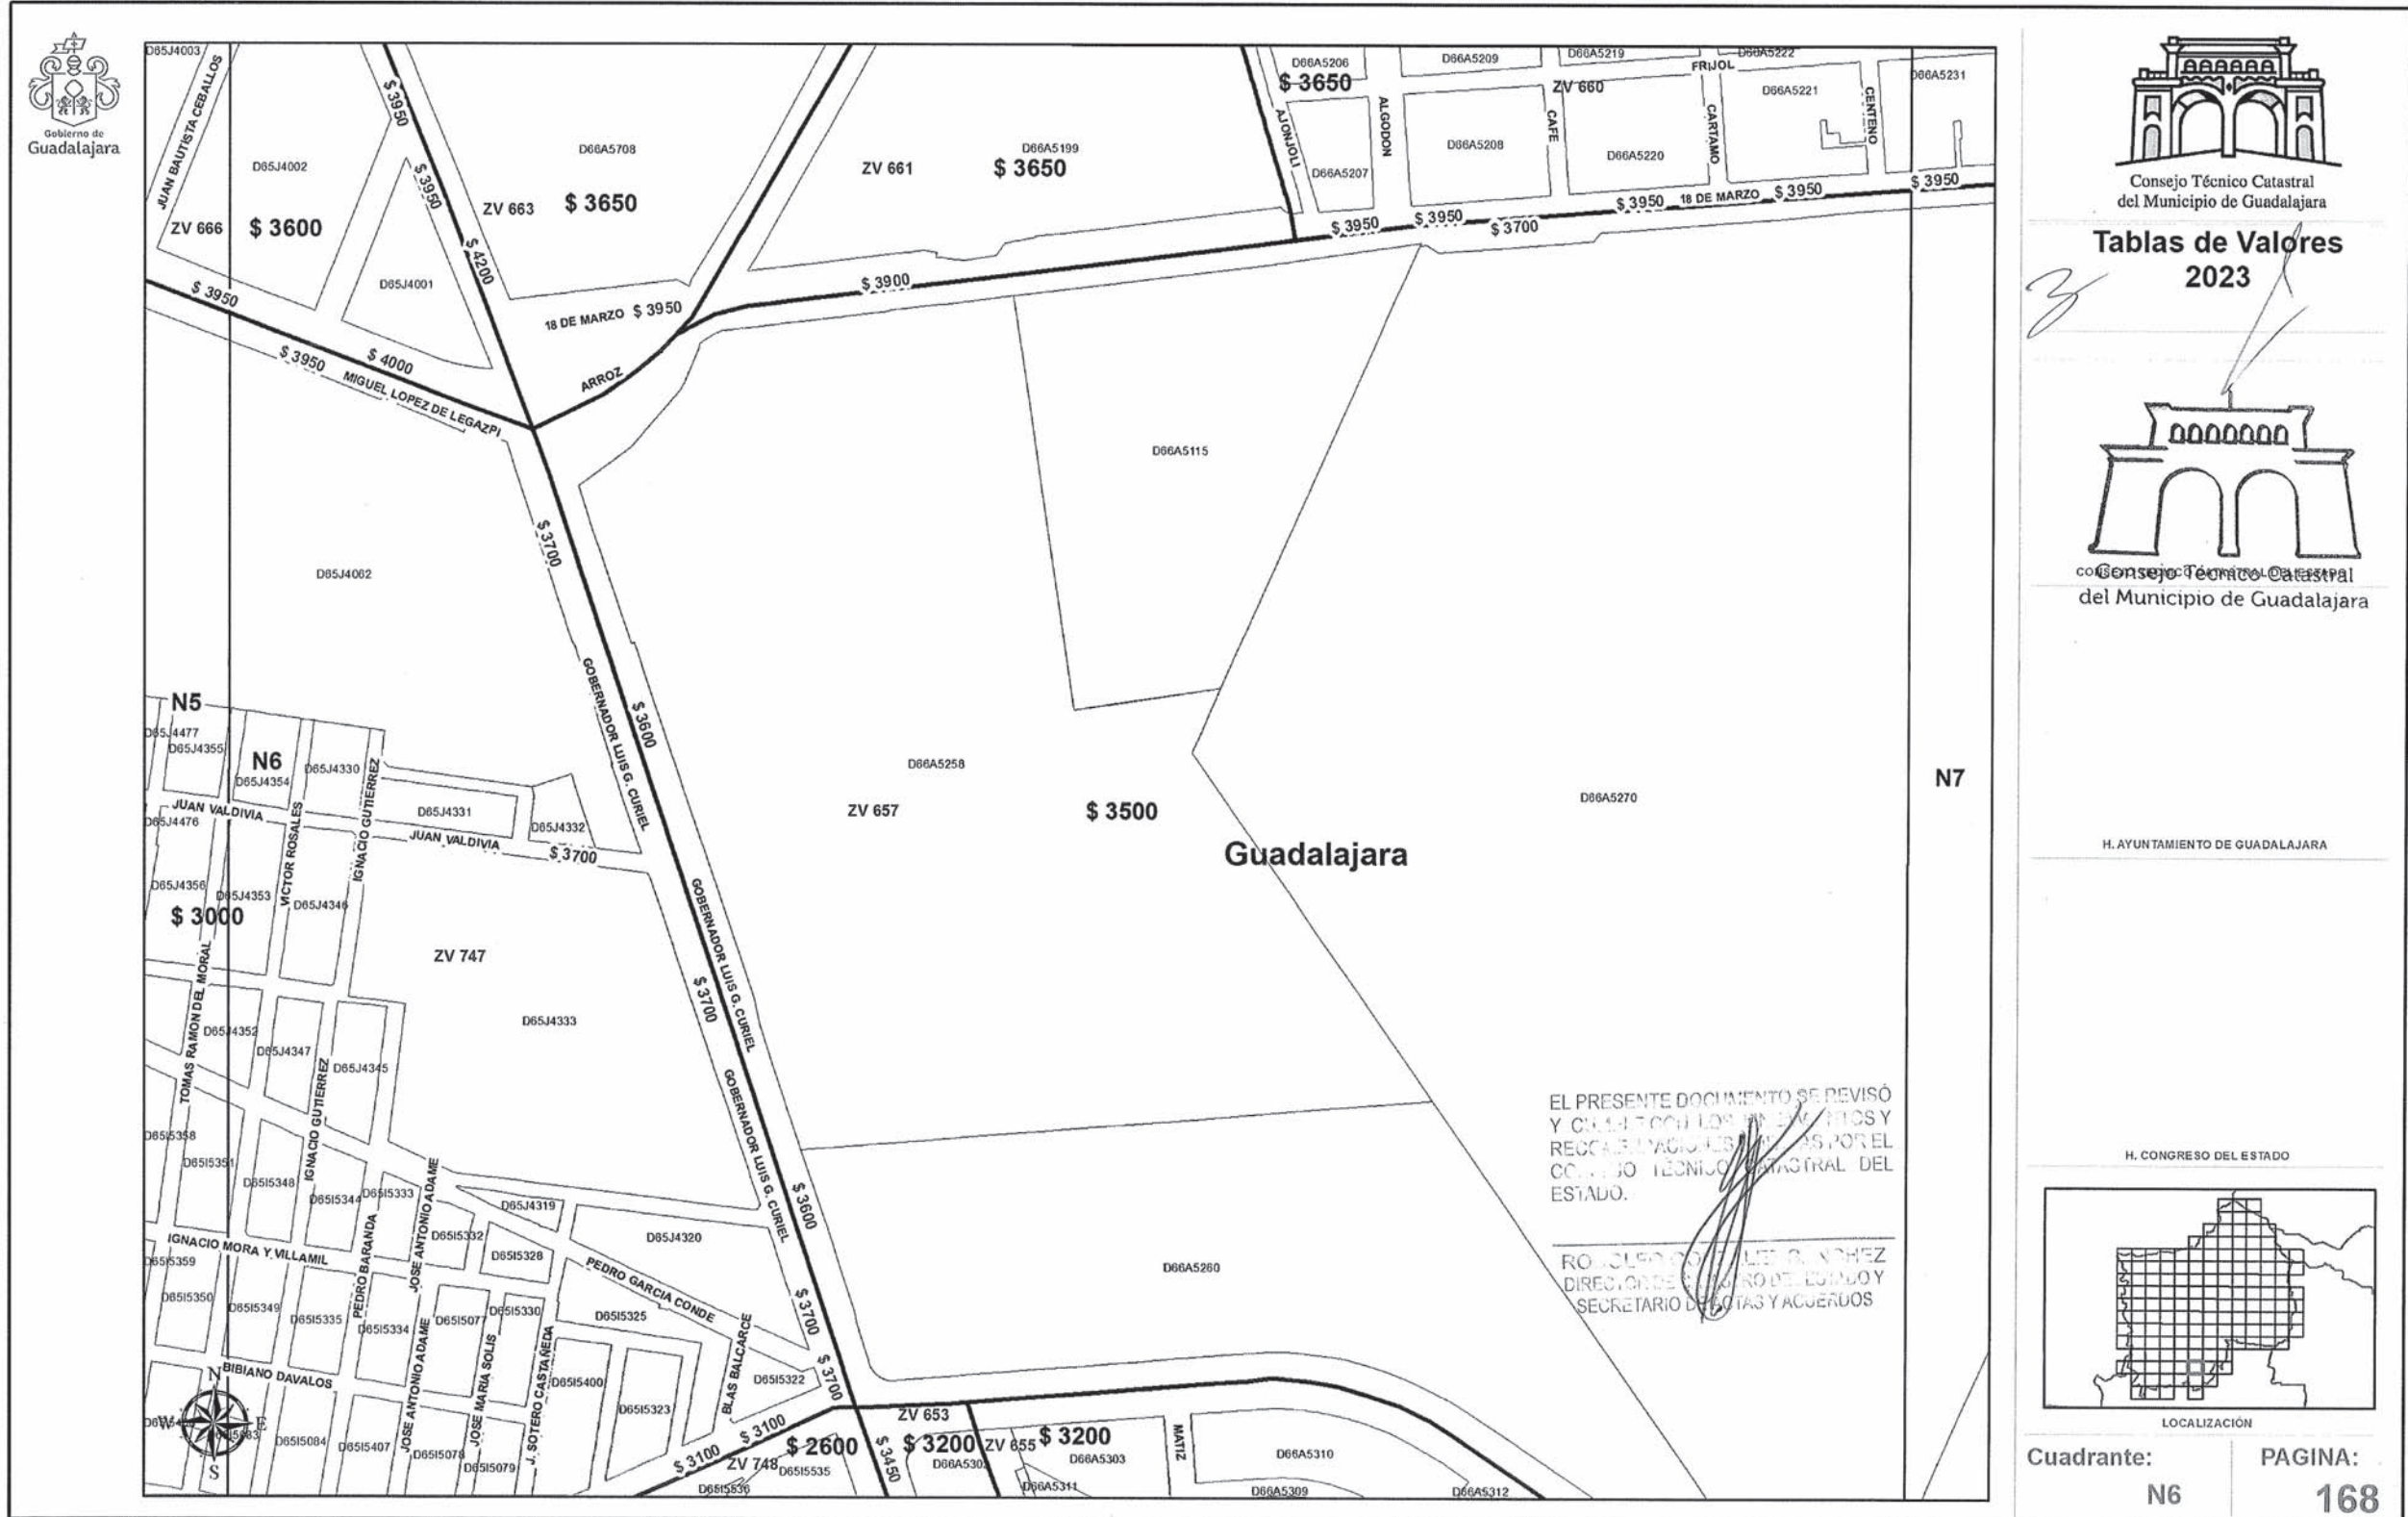 Gobierno de
Guadalajara
D65J4003
JUAN BAUTISTA CEBALLOS
D65J4002
ZV 666
$ 3600
D65J4001
$ 3950
$ 3950
$ 4200
ZV 663
$ 3650
D66A5708
ZV 661
D66A5199
$ 3650
D66A5206
$ 3650
D66A5209
D66A5219
D66A5222
FRIJOL
ZV 660
D66A5221
D66A5231
AJONJOLI
ALGODON
CAFE
CARTAMO
CENTENO
D66A5207
D66A5208
D66A5220
$ 3950
$ 3950
$ 3950
18 DE MARZO
$ 3950
$ 3950
$ 3700
$ 3900
18 DE MARZO
$ 3950
ARROZ
$ 3950
$ 3950
$ 4000
MIGUEL LOPEZ DE LEGAZPI
D66A5115
$ 3700
D65J4062
GOBERNADOR LUIS G. CURIEL
$ 3600
N5
N6
N7
D65J4477
D65J4355
D65J4354
D65J4330
D65J4331
D65J4332
JUAN VALDIVIA
JUAN VALDIVIA
$ 3700
D65J4476
VICTOR ROSALES
IGNACIO GUTIERREZ
D65J4356
D65J4353
D65J4346
$ 3000
D66A5258
ZV 657
$ 3500
Guadalajara
D66A5270
ZV 747
D65J4333
GOBERNADOR LUIS G. CURIEL
$ 3700
GOBERNADOR LUIS G. CURIEL
TOMAS RAMON DEL MORAL
D65J4352
D65J4347
D65J4345
IGNACIO GUTIERREZ
D65I5358
D65I5351
D65I5348
D65I5344
D65I5333
JOSE ANTONIO ADAME
D65J4319
D65J4320
D65I5332
D65I5328
IGNACIO MORA Y VILLAMIL
PEDRO BARANDA
PEDRO GARCIA CONDE
$ 3600
D66A5260
D65I5359
D65I5350
D65I5349
D65I5335
D65I5334
D65I5077
D65I5330
D65I5325
$ 3700
$ 3700
BLAS BALCARCE
D65I5322
BIBIANO DAVALOS
JOSE ANTONIO ADAME
JOSE MARIA SOLIS
J. SOTERO CASTAÑEDA
D65I5400
D65I5323
N
W
E
S
D65I5084
D65I5407
D65I5078
D65I5079
$ 3100
$ 3100
$ 2600
ZV 748
D65I5535
D65I5536
$ 3450
ZV 653
$ 3200
ZV 655
$ 3200
D66A5303
D66A5311
MATIZ
D66A5310
D66A5309
D66A5312
EL PRESENTE DOCUMENTO SE REVISÓ
Y CON LOS Y
POR EL
TÉCNICO CATASTRAL DEL
ESTADO.
DIRECTOR DE Y
SECRETARIO DE ACTAS Y ACUERDOS
Consejo Técnico Catastral
del Municipio de Guadalajara
Tablas de Valores
2023
Consejo Técnico Catastral
del Municipio de Guadalajara
H. AYUNTAMIENTO DE GUADALAJARA
H. CONGRESO DEL ESTADO
LOCALIZACIÓN
Cuadrante:
N6
PAGINA:
168